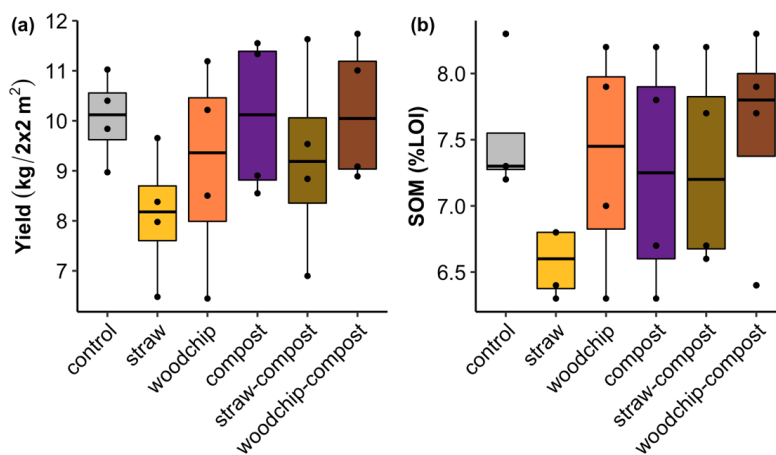 (a)
Yield (kg/2x2 m²)
12
11
10
9
8
7
control
straw
woodchip
compost
straw-compost
woodchip-compost
(b)
SOM (%LOI)
8.0
7.5
7.0
6.5
control
straw
woodchip
compost
straw-compost
woodchip-compost